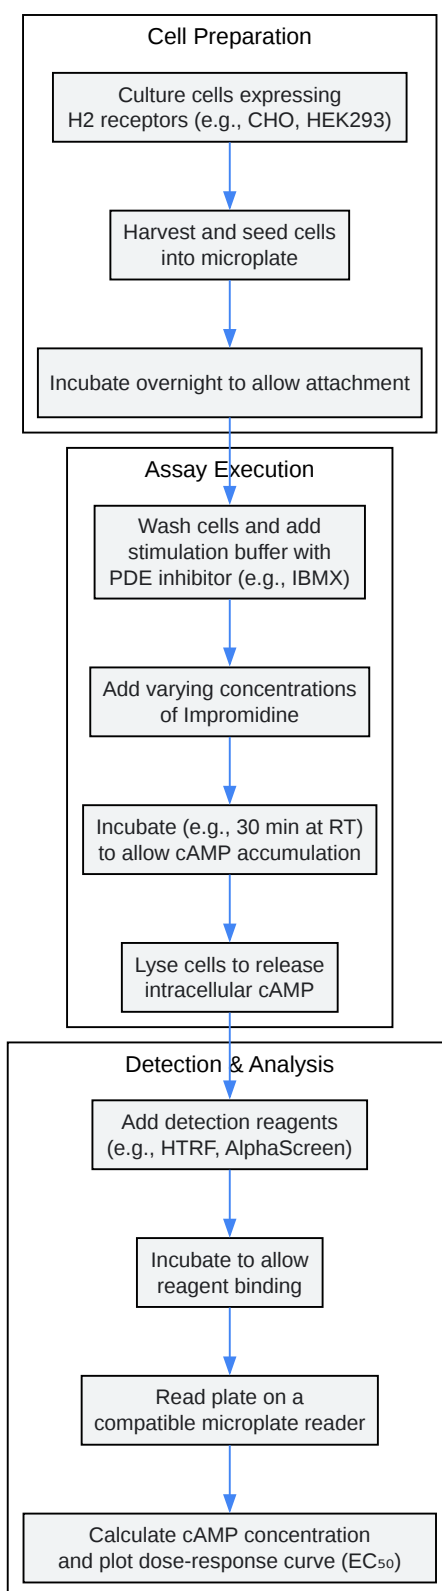 Cell Preparation
Culture cells expressing
H2 receptors (e.g., CHO, HEK293)
Harvest and seed cells
into microplate
Incubate overnight to allow attachment
Assay Execution
Wash cells and add
stimulation buffer with
PDE inhibitor (e.g., IBMX)
Add varying concentrations
of Impromidine
Incubate (e.g., 30 min at RT)
to allow cAMP accumulation
Lyse cells to release
intracellular cAMP
Detection & Analysis
Add detection reagents
(e.g., HTRF, AlphaScreen)
Incubate to allow
reagent binding
Read plate on a
compatible microplate reader
Calculate cAMP concentration
and plot dose-response curve (EC₅₀)